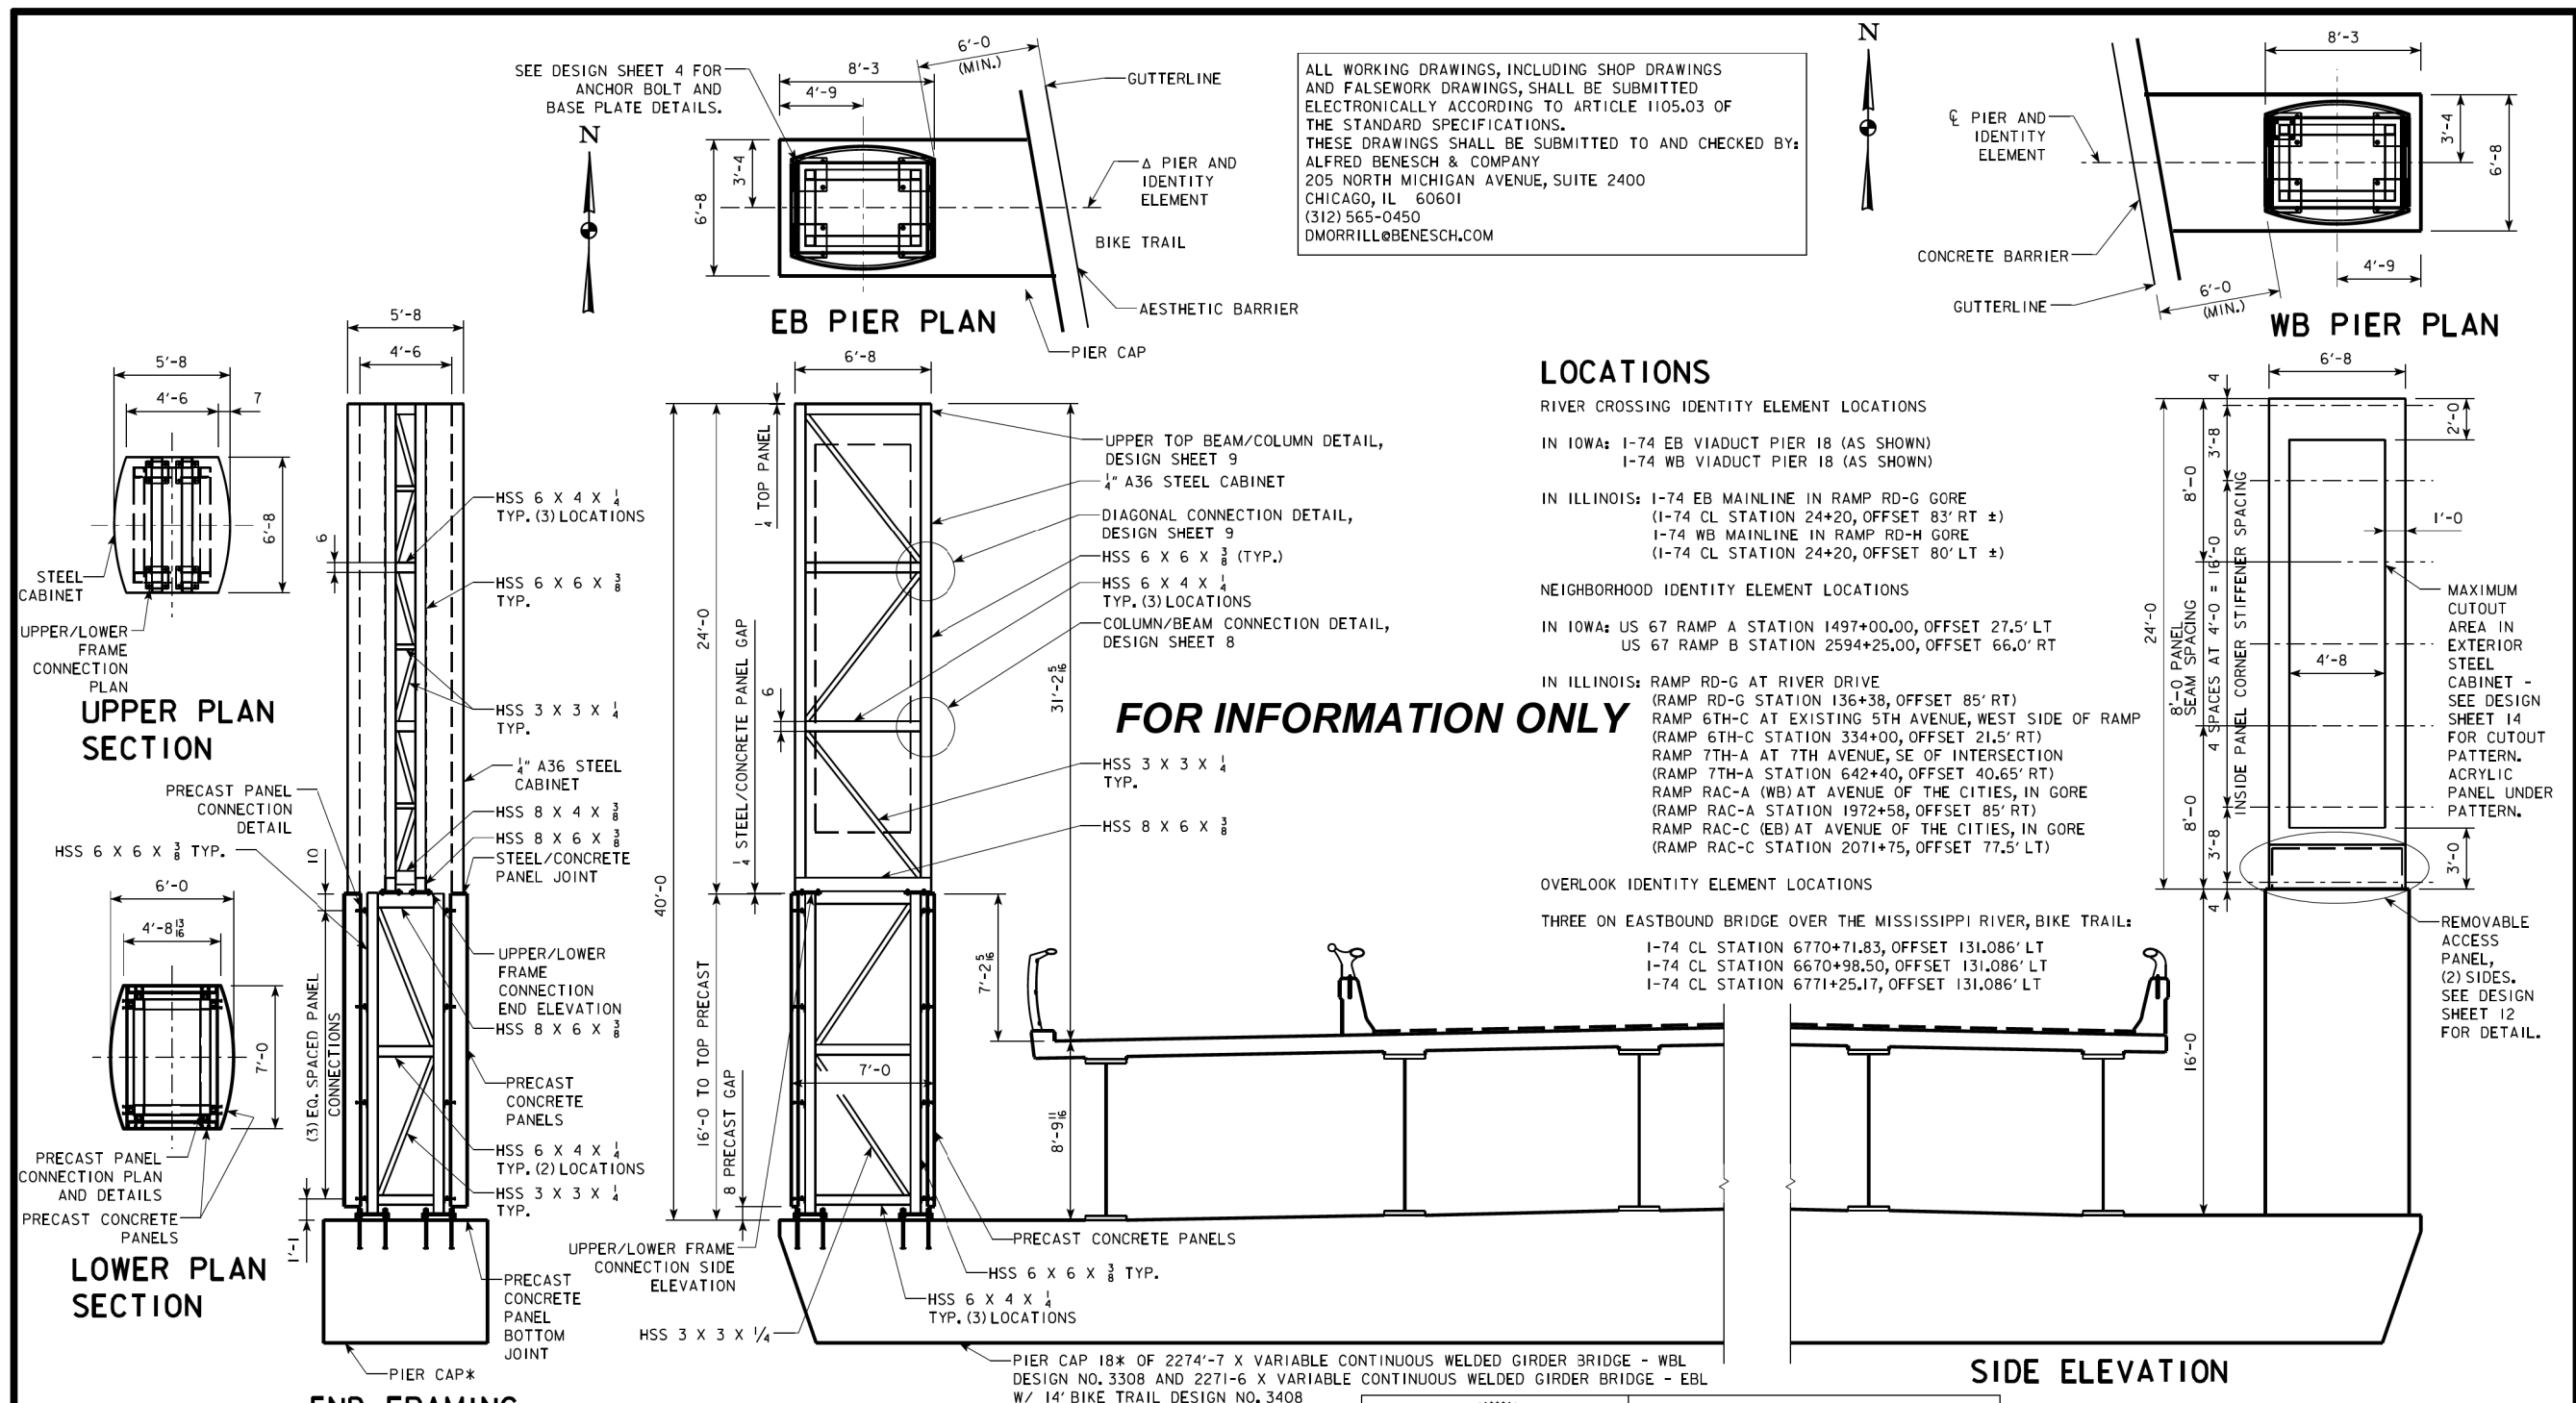 SEE DESIGN SHEET 4 FOR
ANCHOR BOLT AND
BASE PLATE DETAILS.
N
8'-3
4'-9
6'-0
(MIN.)
GUTTERLINE
3'-4
6'-8
Δ PIER AND
IDENTITY
ELEMENT
BIKE TRAIL
AESTHETIC BARRIER
PIER CAP
EB PIER PLAN
ALL WORKING DRAWINGS, INCLUDING SHOP DRAWINGS
AND FALSEWORK DRAWINGS, SHALL BE SUBMITTED
ELECTRONICALLY ACCORDING TO ARTICLE 1105.03 OF
THE STANDARD SPECIFICATIONS.
THESE DRAWINGS SHALL BE SUBMITTED TO AND CHECKED BY:
ALFRED BENESCH & COMPANY
205 NORTH MICHIGAN AVENUE, SUITE 2400
CHICAGO, IL 60601
(312) 565-0450
DMORRILL@BENESCH.COM
N
8'-3
℄ PIER AND
IDENTITY
ELEMENT
3'-4
6'-8
CONCRETE BARRIER
4'-9
6'-0
(MIN.)
GUTTERLINE
WB PIER PLAN
5'-8
4'-6
7
6'-8
STEEL
CABINET
UPPER/LOWER
FRAME
CONNECTION
PLAN
UPPER PLAN
SECTION
PRECAST PANEL
CONNECTION
DETAIL
HSS 6 X 6 X 3/8 TYP.
6'-0
4'-8 13/16
7'-0
PRECAST PANEL
CONNECTION PLAN
AND DETAILS
PRECAST CONCRETE
PANELS
LOWER PLAN
SECTION
5'-8
4'-6
6
HSS 6 X 4 X 1/4
TYP. (3) LOCATIONS
HSS 6 X 6 X 3/8
TYP.
HSS 3 X 3 X 1/4
TYP.
1/4" A36 STEEL
CABINET
HSS 8 X 4 X 3/8
HSS 8 X 6 X 3/8
STEEL/CONCRETE
PANEL JOINT
10
(3) EQ. SPACED PANEL
CONNECTIONS
1'-1
UPPER/LOWER
FRAME
CONNECTION
END ELEVATION
HSS 8 X 6 X 3/8
PRECAST
CONCRETE
PANELS
HSS 6 X 4 X 1/4
TYP. (2) LOCATIONS
HSS 3 X 3 X 1/4
TYP.
PRECAST
CONCRETE
PANEL
BOTTOM
JOINT
PIER CAP*
END FRAMING
6'-8
1/4 TOP PANEL
24'-0
40'-0
1/4 STEEL/CONCRETE PANEL GAP
6
16'-0 TO TOP PRECAST
8 PRECAST GAP
7'-0
31'-2 5/16
7'-2 5/16
8'-9 11/16
UPPER TOP BEAM/COLUMN DETAIL,
DESIGN SHEET 9
1/4" A36 STEEL CABINET
DIAGONAL CONNECTION DETAIL,
DESIGN SHEET 9
HSS 6 X 6 X 3/8 (TYP.)
HSS 6 X 4 X 1/4
TYP. (3) LOCATIONS
COLUMN/BEAM CONNECTION DETAIL,
DESIGN SHEET 8
HSS 3 X 3 X 1/4
TYP.
HSS 8 X 6 X 3/8
UPPER/LOWER FRAME
CONNECTION SIDE
ELEVATION
PRECAST CONCRETE PANELS
HSS 6 X 6 X 3/8 TYP.
HSS 6 X 4 X 1/4
TYP. (3) LOCATIONS
HSS 3 X 3 X 1/4
PIER CAP 18* OF 2274'-7 X VARIABLE CONTINUOUS WELDED GIRDER BRIDGE - WBL
DESIGN NO. 3308 AND 2271-6 X VARIABLE CONTINUOUS WELDED GIRDER BRIDGE - EBL
W/ 14' BIKE TRAIL DESIGN NO. 3408
FOR INFORMATION ONLY
LOCATIONS
RIVER CROSSING IDENTITY ELEMENT LOCATIONS
IN IOWA: I-74 EB VIADUCT PIER 18 (AS SHOWN)
I-74 WB VIADUCT PIER 18 (AS SHOWN)
IN ILLINOIS: I-74 EB MAINLINE IN RAMP RD-G GORE
(I-74 CL STATION 24+20, OFFSET 83' RT ±)
I-74 WB MAINLINE IN RAMP RD-H GORE
(I-74 CL STATION 24+20, OFFSET 80' LT ±)
NEIGHBORHOOD IDENTITY ELEMENT LOCATIONS
IN IOWA: US 67 RAMP A STATION 1497+00.00, OFFSET 27.5' LT
US 67 RAMP B STATION 2594+25.00, OFFSET 66.0' RT
IN ILLINOIS: RAMP RD-G AT RIVER DRIVE
(RAMP RD-G STATION 136+38, OFFSET 85' RT)
RAMP 6TH-C AT EXISTING 5TH AVENUE, WEST SIDE OF RAMP
(RAMP 6TH-C STATION 334+00, OFFSET 21.5' RT)
RAMP 7TH-A AT 7TH AVENUE, SE OF INTERSECTION
(RAMP 7TH-A STATION 642+40, OFFSET 40.65' RT)
RAMP RAC-A (WB) AT AVENUE OF THE CITIES, IN GORE
(RAMP RAC-A STATION 1972+58, OFFSET 85' RT)
RAMP RAC-C (EB) AT AVENUE OF THE CITIES, IN GORE
(RAMP RAC-C STATION 2071+75, OFFSET 77.5' LT)
OVERLOOK IDENTITY ELEMENT LOCATIONS
THREE ON EASTBOUND BRIDGE OVER THE MISSISSIPPI RIVER, BIKE TRAIL:
I-74 CL STATION 6770+71.83, OFFSET 131.086' LT
I-74 CL STATION 6670+98.50, OFFSET 131.086' LT
I-74 CL STATION 6771+25.17, OFFSET 131.086' LT
6'-8
4
3'-8
8'-0
24'-0
8'-0 PANEL
SEAM SPACING
4 SPACES AT 4'-0 = 16'-0
INSIDE PANEL CORNER STIFFENER SPACING
8'-0
3'-8
4
16'-0
2'-0
1'-0
4'-8
3'-0
MAXIMUM
CUTOUT
AREA IN
EXTERIOR
STEEL
CABINET -
SEE DESIGN
SHEET 14
FOR CUTOUT
PATTERN.
ACRYLIC
PANEL UNDER
PATTERN.
REMOVABLE
ACCESS
PANEL,
(2) SIDES.
SEE DESIGN
SHEET 12
FOR DETAIL.
SIDE ELEVATION